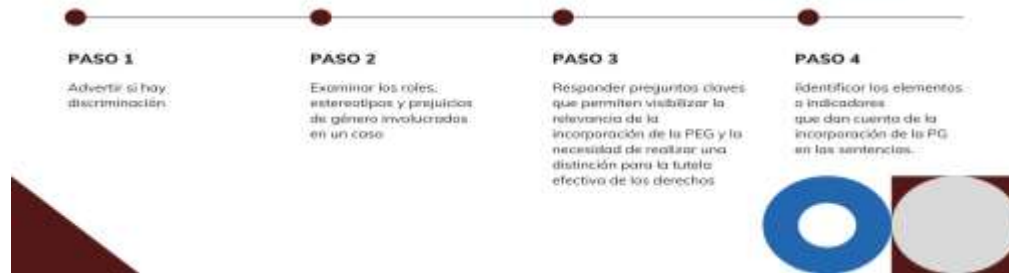 PASO 1
Advertir si hay
discriminación
PASO 2
Examinar los roles,
estereotipos y prejuicios
de género involucrados
en un caso
PASO 3
Responder preguntas claves
que permiten visibilizar la
relevancia de la
incorporación de la PEG y la
necesidad de realizar una
distinción para la tutela
efectiva de los derechos
PASO 4
Identificar los elementos
o indicadores
que dan cuenta de la
incorporación de la PG
en las sentencias.